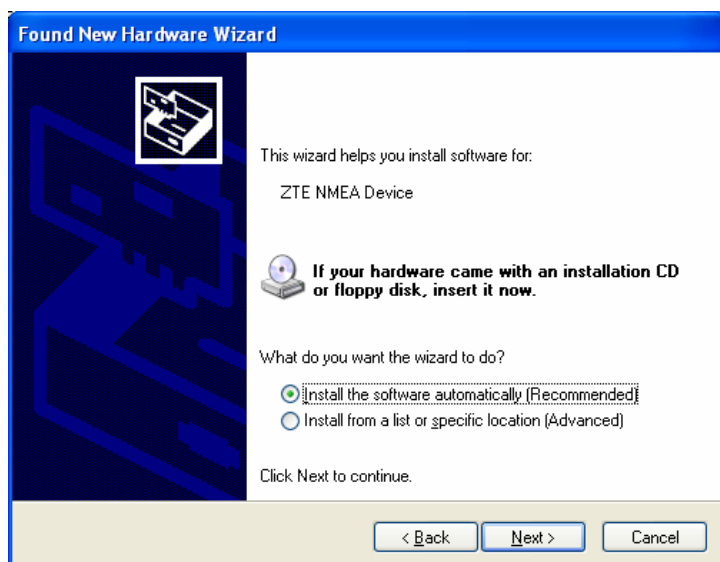 Found New Hardware Wizard
This wizard helps you install software for:
ZTE NMEA Device
If your hardware came with an installation CD
or floppy disk, insert it now.
What do you want the wizard to do?
Install the software automatically (Recommended)
Install from a list or specific location (Advanced)
Click Next to continue.
< Back Next > Cancel